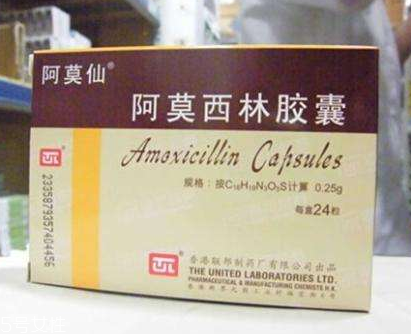 阿莫仙®
阿莫西林胶囊
Amoxicillin Capsules
规格：按C₁₆H₁₉N₃O₅S计算 0.25g
每盒24粒
2335879357404456
香港联邦制药厂有限公司出品
THE UNITED LABORATORIES LTD.
PHARMACEUTICAL & MANUFACTURING CHEMISTS H.K.